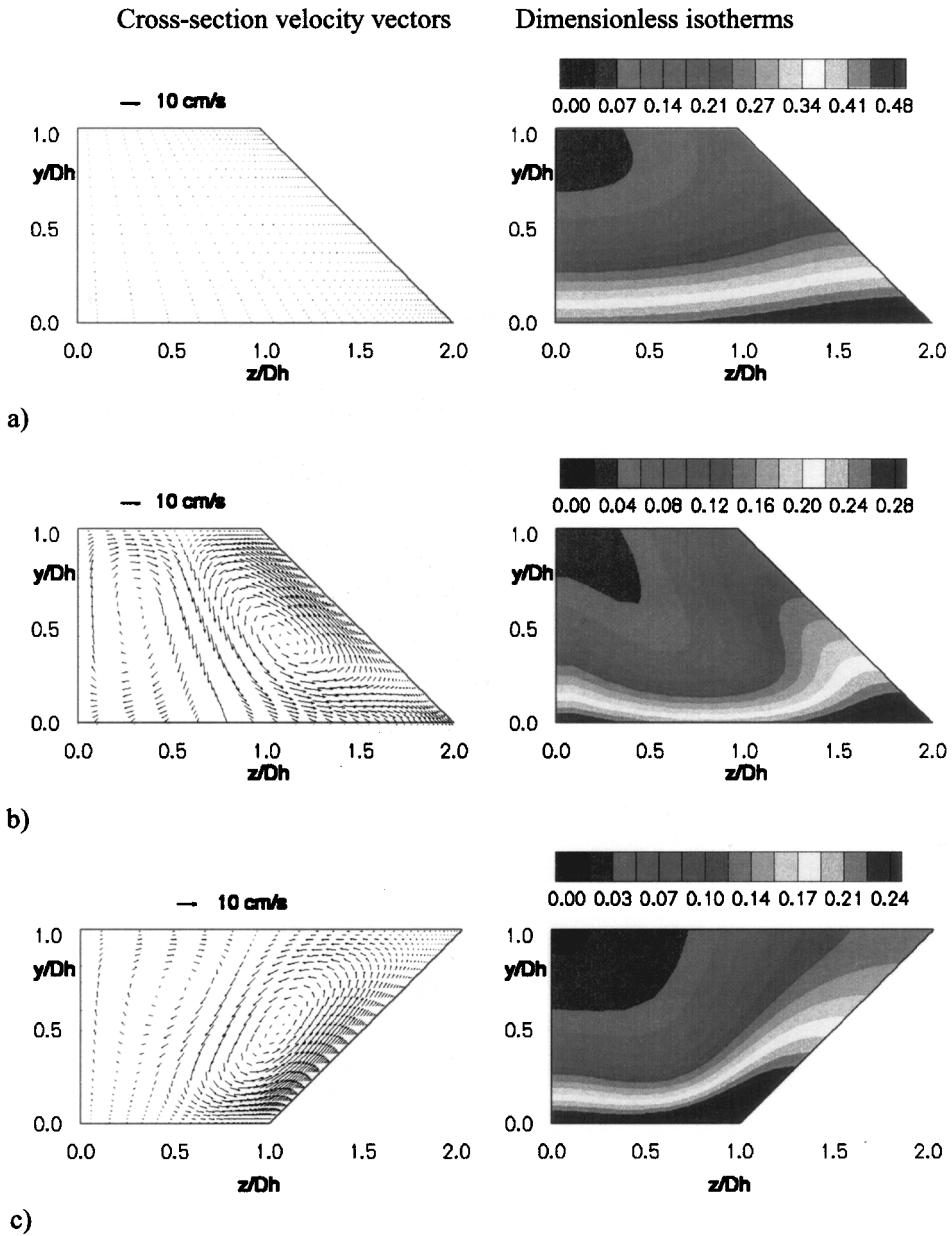 Cross-section velocity vectors Dimensionless isotherms
10 cm/s
0.00 0.07 0.14 0.21 0.27 0.34 0.41 0.48
1.0
y/Dh
0.5
0.0
0.0 0.5 1.0 1.5 2.0
z/Dh
1.0
y/Dh
0.5
0.0
0.0 0.5 1.0 1.5 2.0
z/Dh
a)
10 cm/s
0.00 0.04 0.08 0.12 0.16 0.20 0.24 0.28
1.0
y/Dh
0.5
0.0
0.0 0.5 1.0 1.5 2.0
z/Dh
1.0
y/Dh
0.5
0.0
0.0 0.5 1.0 1.5 2.0
z/Dh
b)
10 cm/s
0.00 0.03 0.07 0.10 0.14 0.17 0.21 0.24
1.0
y/Dh
0.5
0.0
0.0 0.5 1.0 1.5 2.0
z/Dh
1.0
y/Dh
0.5
0.0
0.0 0.5 1.0 1.5 2.0
z/Dh
c)